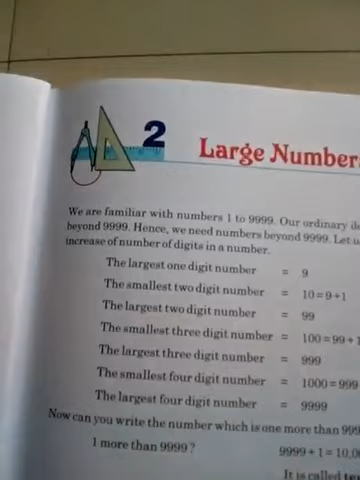 2
Large Number
We are familiar with numbers 1 to 9999. Our ordinary
beyond 9999. Hence, we need numbers beyond 9999. Let
increase of number of digits in a number.
The largest one digit number = 9
The smallest two digit number = 10 = 9 + 1
The largest two digit number = 99
The smallest three digit number = 100 = 99 + 1
The largest three digit number = 999
The smallest four digit number = 1000 = 999
The largest four digit number = 9999
Now can you write the number which is one more than 999
1 more than 9999 ? 9999 + 1 = 10,0
It is called